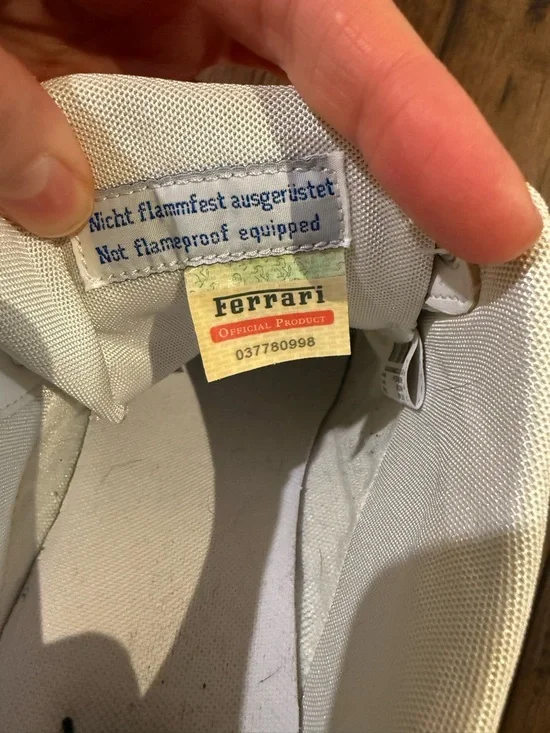 Nicht flammfest ausgerüstet
Not flameproof equipped
Ferrari
OFFICIAL PRODUCT
037780998